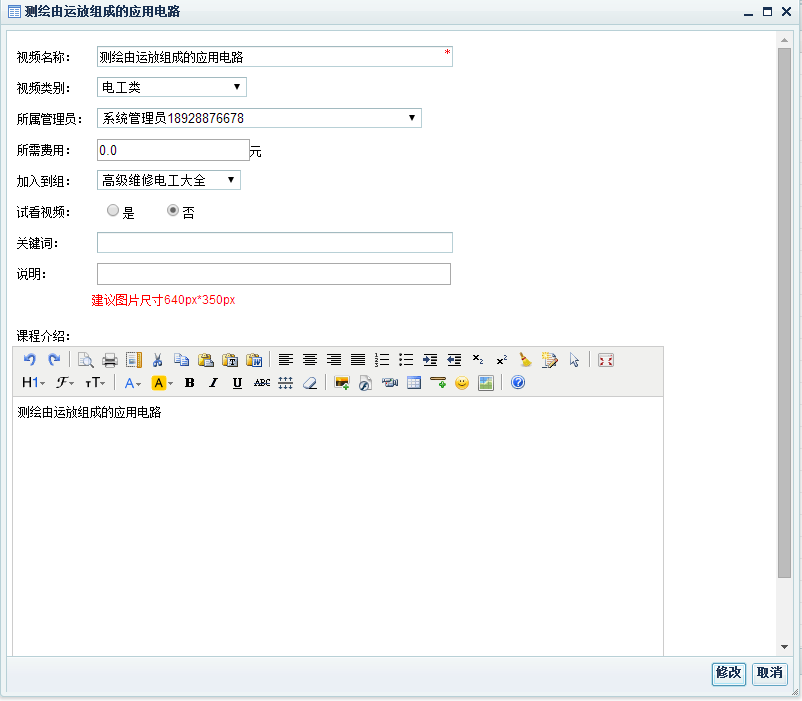 测绘由运放组成的应用电路
视频名称： 测绘由运放组成的应用电路 *
视频类别： 电工类
所属管理员： 系统管理员18928876678
所需费用： 0.0 元
加入到组： 高级维修电工大全
试看视频： 是 否
关键词：
说明：
建议图片尺寸640px*350px
课程介绍：
H1 F TT A A B I U ABC
测绘由运放组成的应用电路
修改 取消